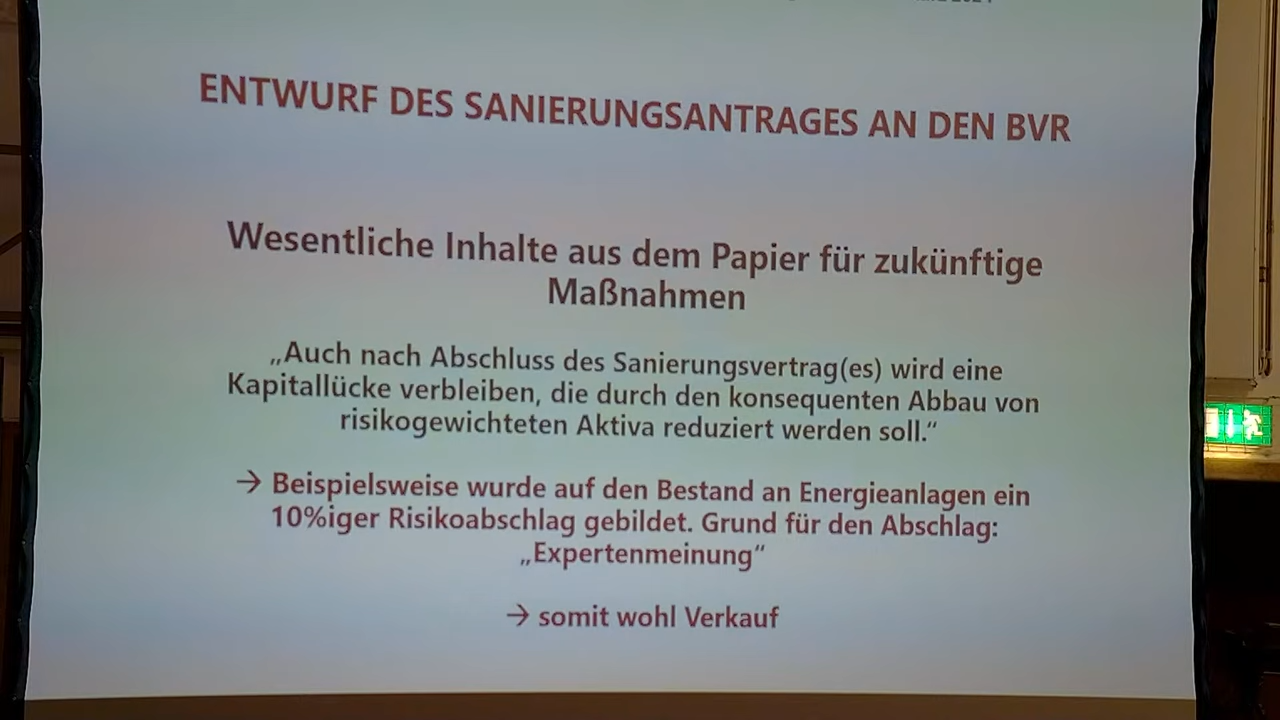 ENTWURF DES SANIERUNGSANTRAGES AN DEN BVR
Wesentliche Inhalte aus dem Papier für zukünftige
Maßnahmen
„Auch nach Abschluss des Sanierungsvertrag(es) wird eine
Kapitallücke verbleiben, die durch den konsequenten Abbau von
risikogewichteten Aktiva reduziert werden soll.“
→ Beispielsweise wurde auf den Bestand an Energieanlagen ein
10%iger Risikoabschlag gebildet. Grund für den Abschlag:
„Expertenmeinung“
→ somit wohl Verkauf